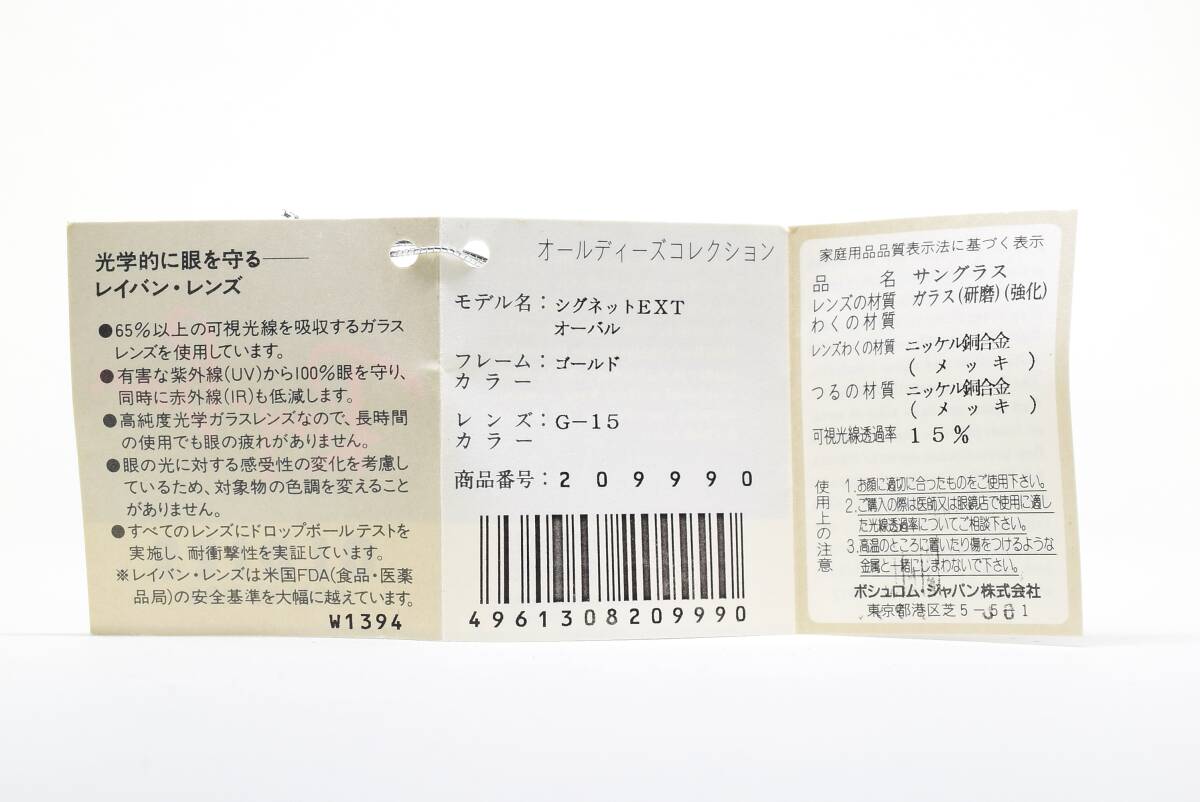 光学的に眼を守る──
レイバン・レンズ
●65%以上の可視光線を吸収するガラス
レンズを使用しています。
●有害な紫外線(UV)から100%眼を守り、
同時に赤外線(IR)も低減します。
●高純度光学ガラスレンズなので、長時間
の使用でも眼の疲れがありません。
●眼の光に対する感受性の変化を考慮し
ているため、対象物の色調を変えること
がありません。
●すべてのレンズにドロップボールテストを
実施し、耐衝撃性を実証しています。
※レイバン・レンズは米国FDA(食品・医薬
品局)の安全基準を大幅に越えています。
W1394
オールディーズコレクション
モデル名：シグネットEXT
オーバル
フレーム：ゴールド
カラー
レンズ：G−15
カラー
商品番号：209990
4961308209990
家庭用品品質表示法に基づく表示
品名 サングラス
レンズの材質 ガラス(研磨)(強化)
わくの材質
レンズわくの材質 ニッケル銅合金
(メッキ)
つるの材質 ニッケル銅合金
(メッキ)
可視光線透過率 15%
使用上の注意
1.お顔に適切に合ったものをご使用下さい。
2.ご購入の際は医師又は眼鏡店で使用に適し
た光線透過率についてご相談下さい。
3.高温のところに置いたり傷をつけるような
金属と一緒にしまわないで下さい。
ボシュロム・ジャパン株式会社
東京都港区芝5−